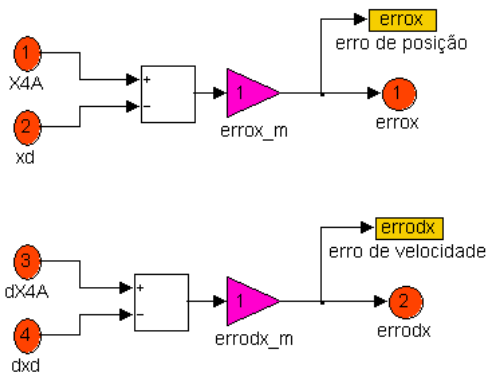 errox
erro de posição
1
X4A
+
-
1
errox_m
1
errox
2
xd
errodx
erro de velocidade
3
dX4A
+
-
1
errodx_m
2
errodx
4
dxd